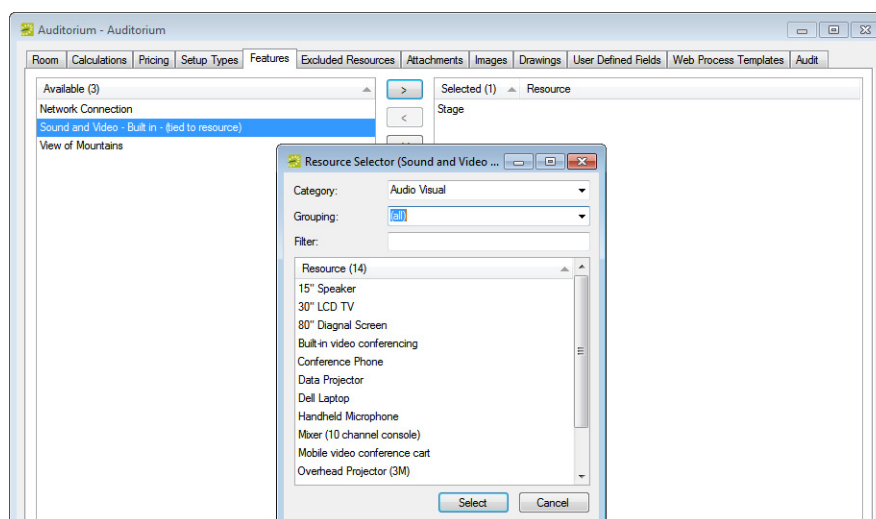 Auditorium - Auditorium
Room Calculations Pricing Setup Types Features Excluded Resources Attachments Images Drawings User Defined Fields Web Process Templates Audit
Available (3)
Network Connection
Sound and Video - Built in - (tied to resource)
View of Mountains
>
<
Selected (1) Resource
Stage
Resource Selector (Sound and Video ...
Category: Audio Visual
Grouping: (all)
Filter:
Resource (14)
15" Speaker
30" LCD TV
80" Diagnal Screen
Built-in video conferencing
Conference Phone
Data Projector
Dell Laptop
Handheld Microphone
Mixer (10 channel console)
Mobile video conference cart
Overhead Projector (3M)
Select Cancel